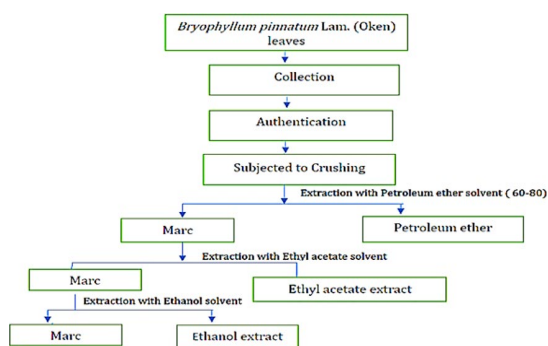 Bryophyllum pinnatum Lam. (Oken)
leaves
Collection
Authentication
Subjected to Crushing
Extraction with Petroleum ether solvent ( 60-80)
Marc
Petroleum ether
Extraction with Ethyl acetate solvent
Marc
Ethyl acetate extract
Extraction with Ethanol solvent
Marc
Ethanol extract